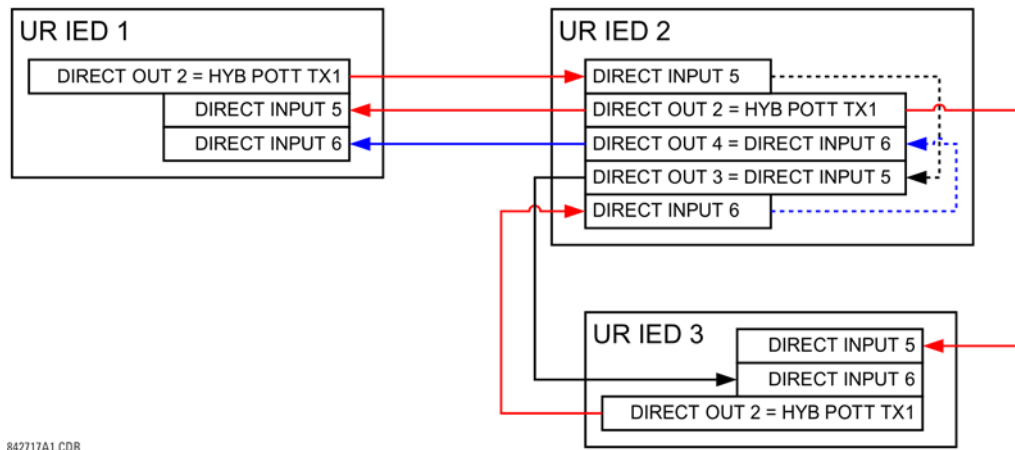 UR IED 1
DIRECT OUT 2 = HYB POTT TX1
DIRECT INPUT 5
DIRECT INPUT 6
UR IED 2
DIRECT INPUT 5
DIRECT OUT 2 = HYB POTT TX1
DIRECT OUT 4 = DIRECT INPUT 6
DIRECT OUT 3 = DIRECT INPUT 5
DIRECT INPUT 6
UR IED 3
DIRECT INPUT 5
DIRECT INPUT 6
DIRECT OUT 2 = HYB POTT TX1
842717A1.CDR